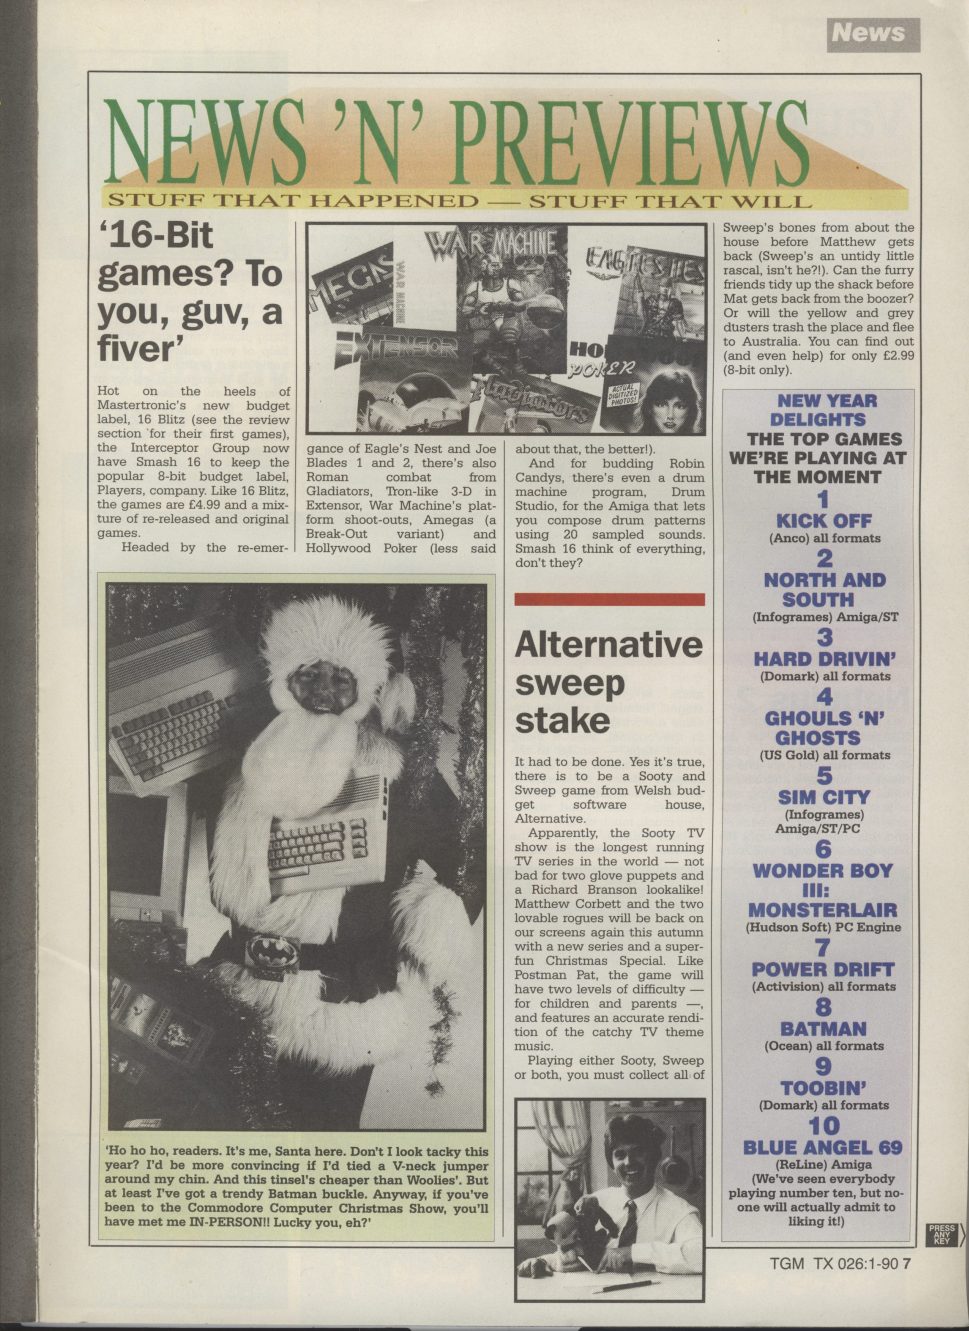 News
NEWS 'N' PREVIEWS
STUFF THAT HAPPENED — STUFF THAT WILL
'16-Bit
games? To
you, guv, a
fiver'
Hot on the heels of
Mastertronic's new budget
label, 16 Blitz (see the review
section for their first games),
the Interceptor Group now
have Smash 16 to keep the
popular 8-bit budget label,
Players, company. Like 16 Blitz,
the games are £4.99 and a mix-
ture of re-released and original
games.
Headed by the re-emer-
WAR MACHINE
WAR MACHINE
EXTENSOR
POKER
ACTUAL
DIGITIZED
PHOTOS!
gance of Eagle's Nest and Joe
Blades 1 and 2, there's also
Roman combat from
Gladiators, Tron-like 3-D in
Extensor, War Machine's plat-
form shoot-outs, Amegas (a
Break-Out variant) and
Hollywood Poker (less said
about that, the better!).
And for budding Robin
Candys, there's even a drum
machine program, Drum
Studio, for the Amiga that lets
you compose drum patterns
using 20 sampled sounds.
Smash 16 think of everything,
don't they?
'Ho ho ho, readers. It's me, Santa here. Don't I look tacky this
year? I'd be more convincing if I'd tied a V-neck jumper
around my chin. And this tinsel's cheaper than Woolies'. But
at least I've got a trendy Batman buckle. Anyway, if you've
been to the Commodore Computer Christmas Show, you'll
have met me IN-PERSON!! Lucky you, eh?'
Alternative
sweep
stake
It had to be done. Yes it's true,
there is to be a Sooty and
Sweep game from Welsh bud-
get software house,
Alternative.
Apparently, the Sooty TV
show is the longest running
TV series in the world — not
bad for two glove puppets and
a Richard Branson lookalike!
Matthew Corbett and the two
lovable rogues will be back on
our screens again this autumn
with a new series and a super-
fun Christmas Special. Like
Postman Pat, the game will
have two levels of difficulty —
for children and parents —,
and features an accurate rendi-
tion of the catchy TV theme
music.
Playing either Sooty, Sweep
or both, you must collect all of
Sweep's bones from about the
house before Matthew gets
back (Sweep's an untidy little
rascal, isn't he?!). Can the furry
friends tidy up the shack before
Mat gets back from the boozer?
Or will the yellow and grey
dusters trash the place and flee
to Australia. You can find out
(and even help) for only £2.99
(8-bit only).
NEW YEAR
DELIGHTS
THE TOP GAMES
WE'RE PLAYING AT
THE MOMENT
1
KICK OFF
(Anco) all formats
2
NORTH AND
SOUTH
(Infogrames) Amiga/ST
3
HARD DRIVIN'
(Domark) all formats
4
GHOULS 'N'
GHOSTS
(US Gold) all formats
5
SIM CITY
(Infogrames)
Amiga/ST/PC
6
WONDER BOY
III:
MONSTERLAIR
(Hudson Soft) PC Engine
7
POWER DRIFT
(Activision) all formats
8
BATMAN
(Ocean) all formats
9
TOOBIN'
(Domark) all formats
10
BLUE ANGEL 69
(ReLine) Amiga
(We've seen everybody
playing number ten, but no-
one will actually admit to
liking it!)
PRESS
ANY
KEY
TGM TX 026:1-90 7